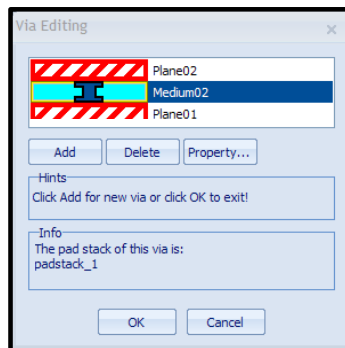 Via Editing
Plane02
Medium02
Plane01
Add Delete Property...
Hints
Click Add for new via or click OK to exit!
Info
The pad stack of this via is:
padstack_1
OK Cancel